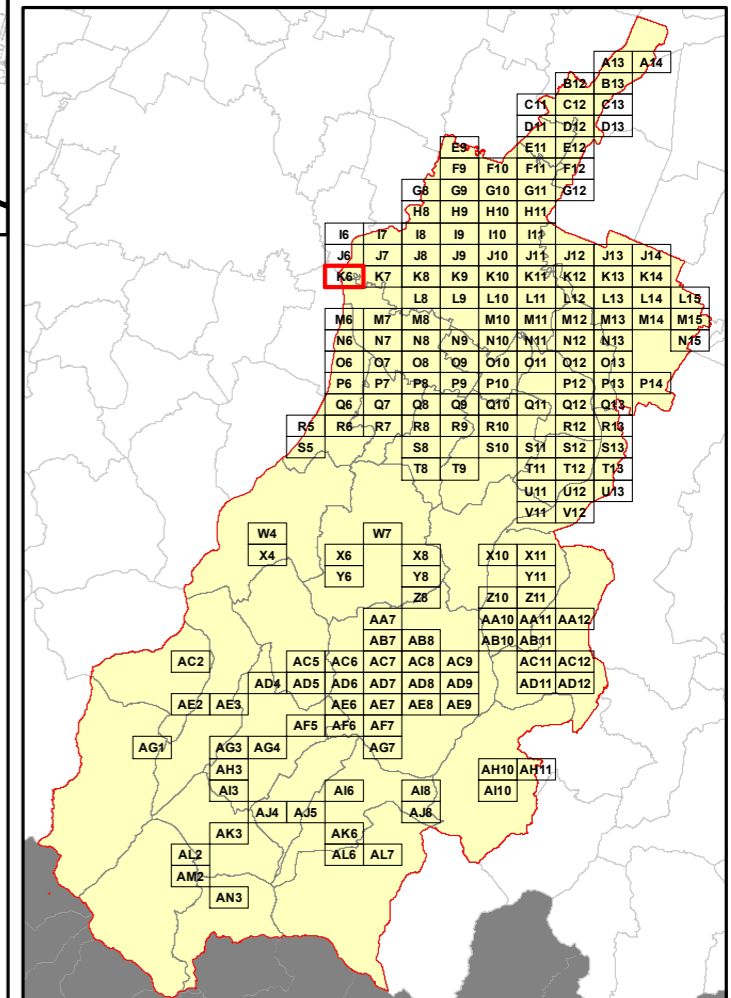 A13 A14
B12 B13
C11 C12 C13
D11 D12 D13
E9 E11 E12
F9 F10 F11 F12
G8 G9 G10 G11 G12
H8 H9 H10 H11
I6 I7 I8 I9 I10 I11
J6 J7 J8 J9 J10 J11 J12 J13 J14
K6 K7 K8 K9 K10 K11 K12 K13 K14
L8 L9 L10 L11 L12 L13 L14 L15
M6 M7 M8 M10 M11 M12 M13 M14 M15
N6 N7 N8 N9 N10 N11 N12 N13 N15
O6 O7 O8 O9 O10 O11 O12 O13
P6 P7 P8 P9 P10 P12 P13 P14
Q6 Q7 Q8 Q9 Q10 Q11 Q12 Q13
R5 R6 R7 R8 R9 R10 R12 R13
S5 S8 S10 S11 S12 S13
T8 T9 T11 T12 T13
U11 U12 U13
V11 V12
W4 W7
X4 X6 X8 X10 X11
Y6 Y8 Y11
Z8 Z10 Z11
AA7 AA10 AA11 AA12
AB7 AB8 AB10 AB11
AC2 AC5 AC6 AC7 AC8 AC9 AC11 AC12
AD4 AD5 AD6 AD7 AD8 AD9 AD11 AD12
AE2 AE3 AE6 AE7 AE8 AE9
AF5 AF6 AF7
AG1 AG3 AG4 AG7
AH3 AH10 AH11
AI3 AI6 AI8 AI10
AJ4 AJ5 AJ8
AK3 AK6
AL2 AL6 AL7
AM2
AN3